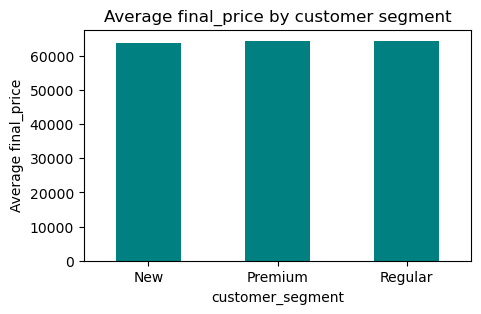 Average final_price by customer segment
Average final_price
60000
50000
40000
30000
20000
10000
0
New Premium Regular
customer_segment